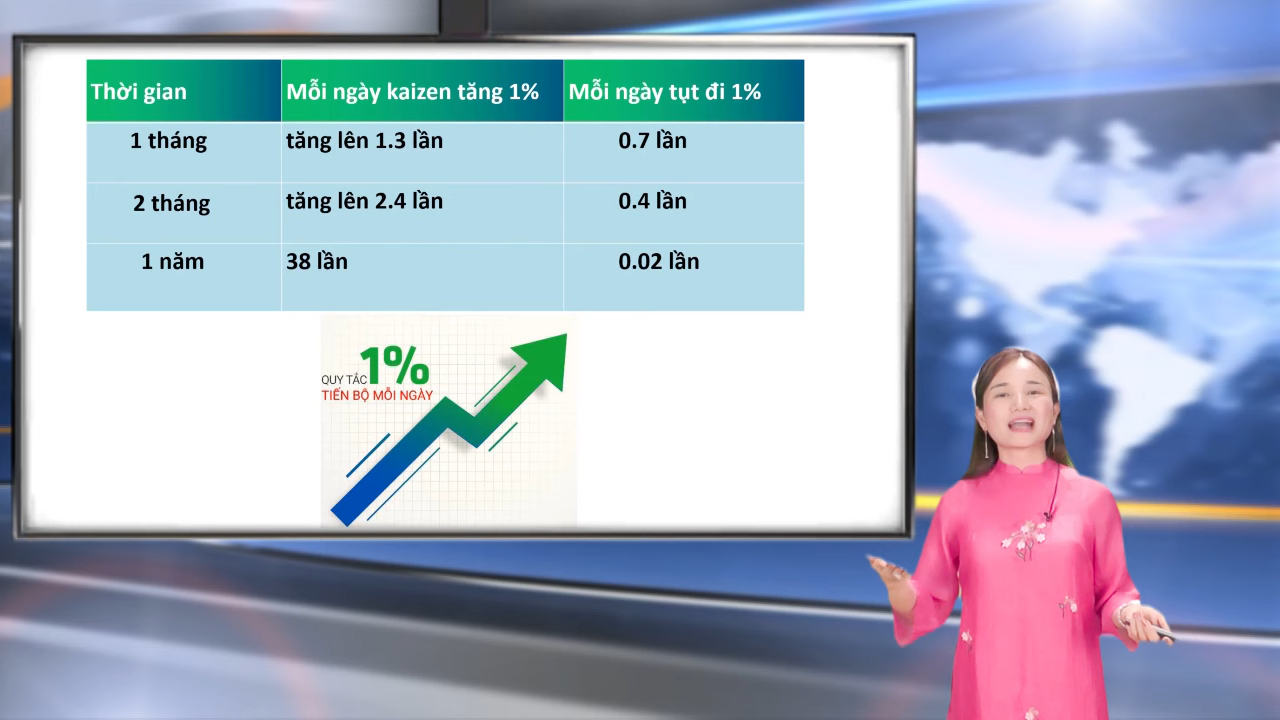 Thời gian Mỗi ngày kaizen tăng 1% Mỗi ngày tụt đi 1%
1 tháng tăng lên 1.3 lần 0.7 lần
2 tháng tăng lên 2.4 lần 0.4 lần
1 năm 38 lần 0.02 lần
QUY TẮC 1%
TIẾN BỘ MỖI NGÀY